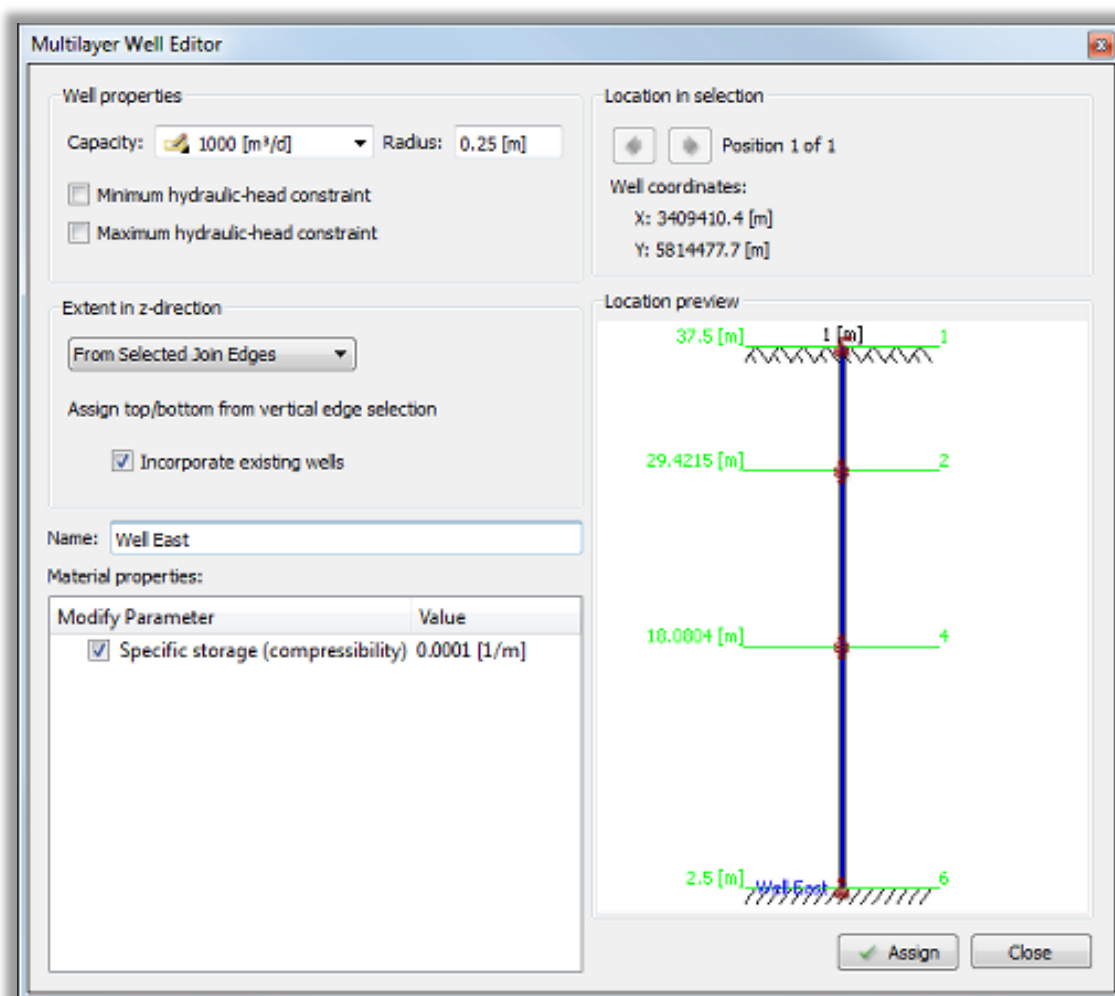 Multilayer Well Editor
Well properties
Capacity: 1000 [m³/d] Radius: 0.25 [m]
Minimum hydraulic-head constraint
Maximum hydraulic-head constraint
Location in selection
Position 1 of 1
Well coordinates:
X: 3409410.4 [m]
Y: 5814477.7 [m]
Extent in z-direction
From Selected Join Edges
Assign top/bottom from vertical edge selection
Incorporate existing wells
Name: Well East
Material properties:
Modify Parameter Value
Specific storage (compressibility) 0.0001 [1/m]
Location preview
37.5 [m] 1 [m] 1
29.4215 [m] 2
18.0804 [m] 4
2.5 [m] Well East 6
Assign Close